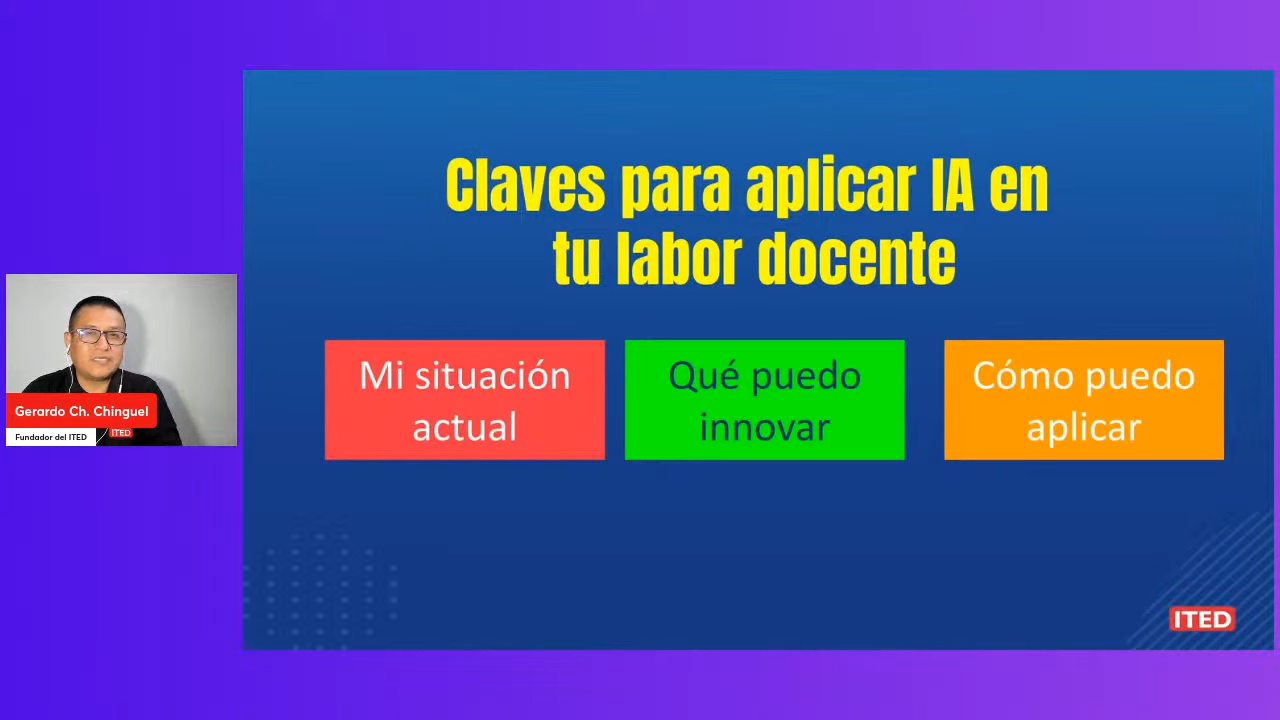 Claves para aplicar IA en
tu labor docente
Mi situación
actual
Qué puedo
innovar
Cómo puedo
aplicar
Gerardo Ch. Chinguel
Fundador del ITED
ITED
ITED